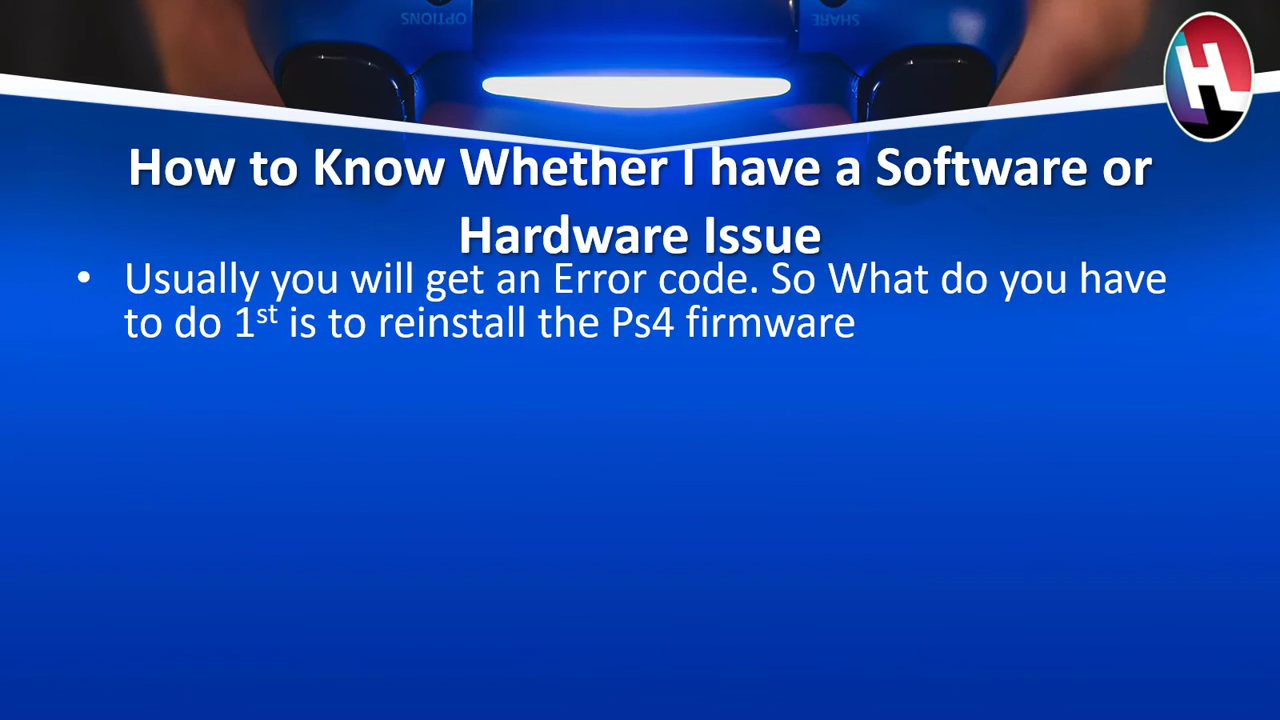 OPTIONS
SHARE
H
How to Know Whether I have a Software or
Hardware Issue
• Usually you will get an Error code. So What do you have
to do 1st is to reinstall the Ps4 firmware